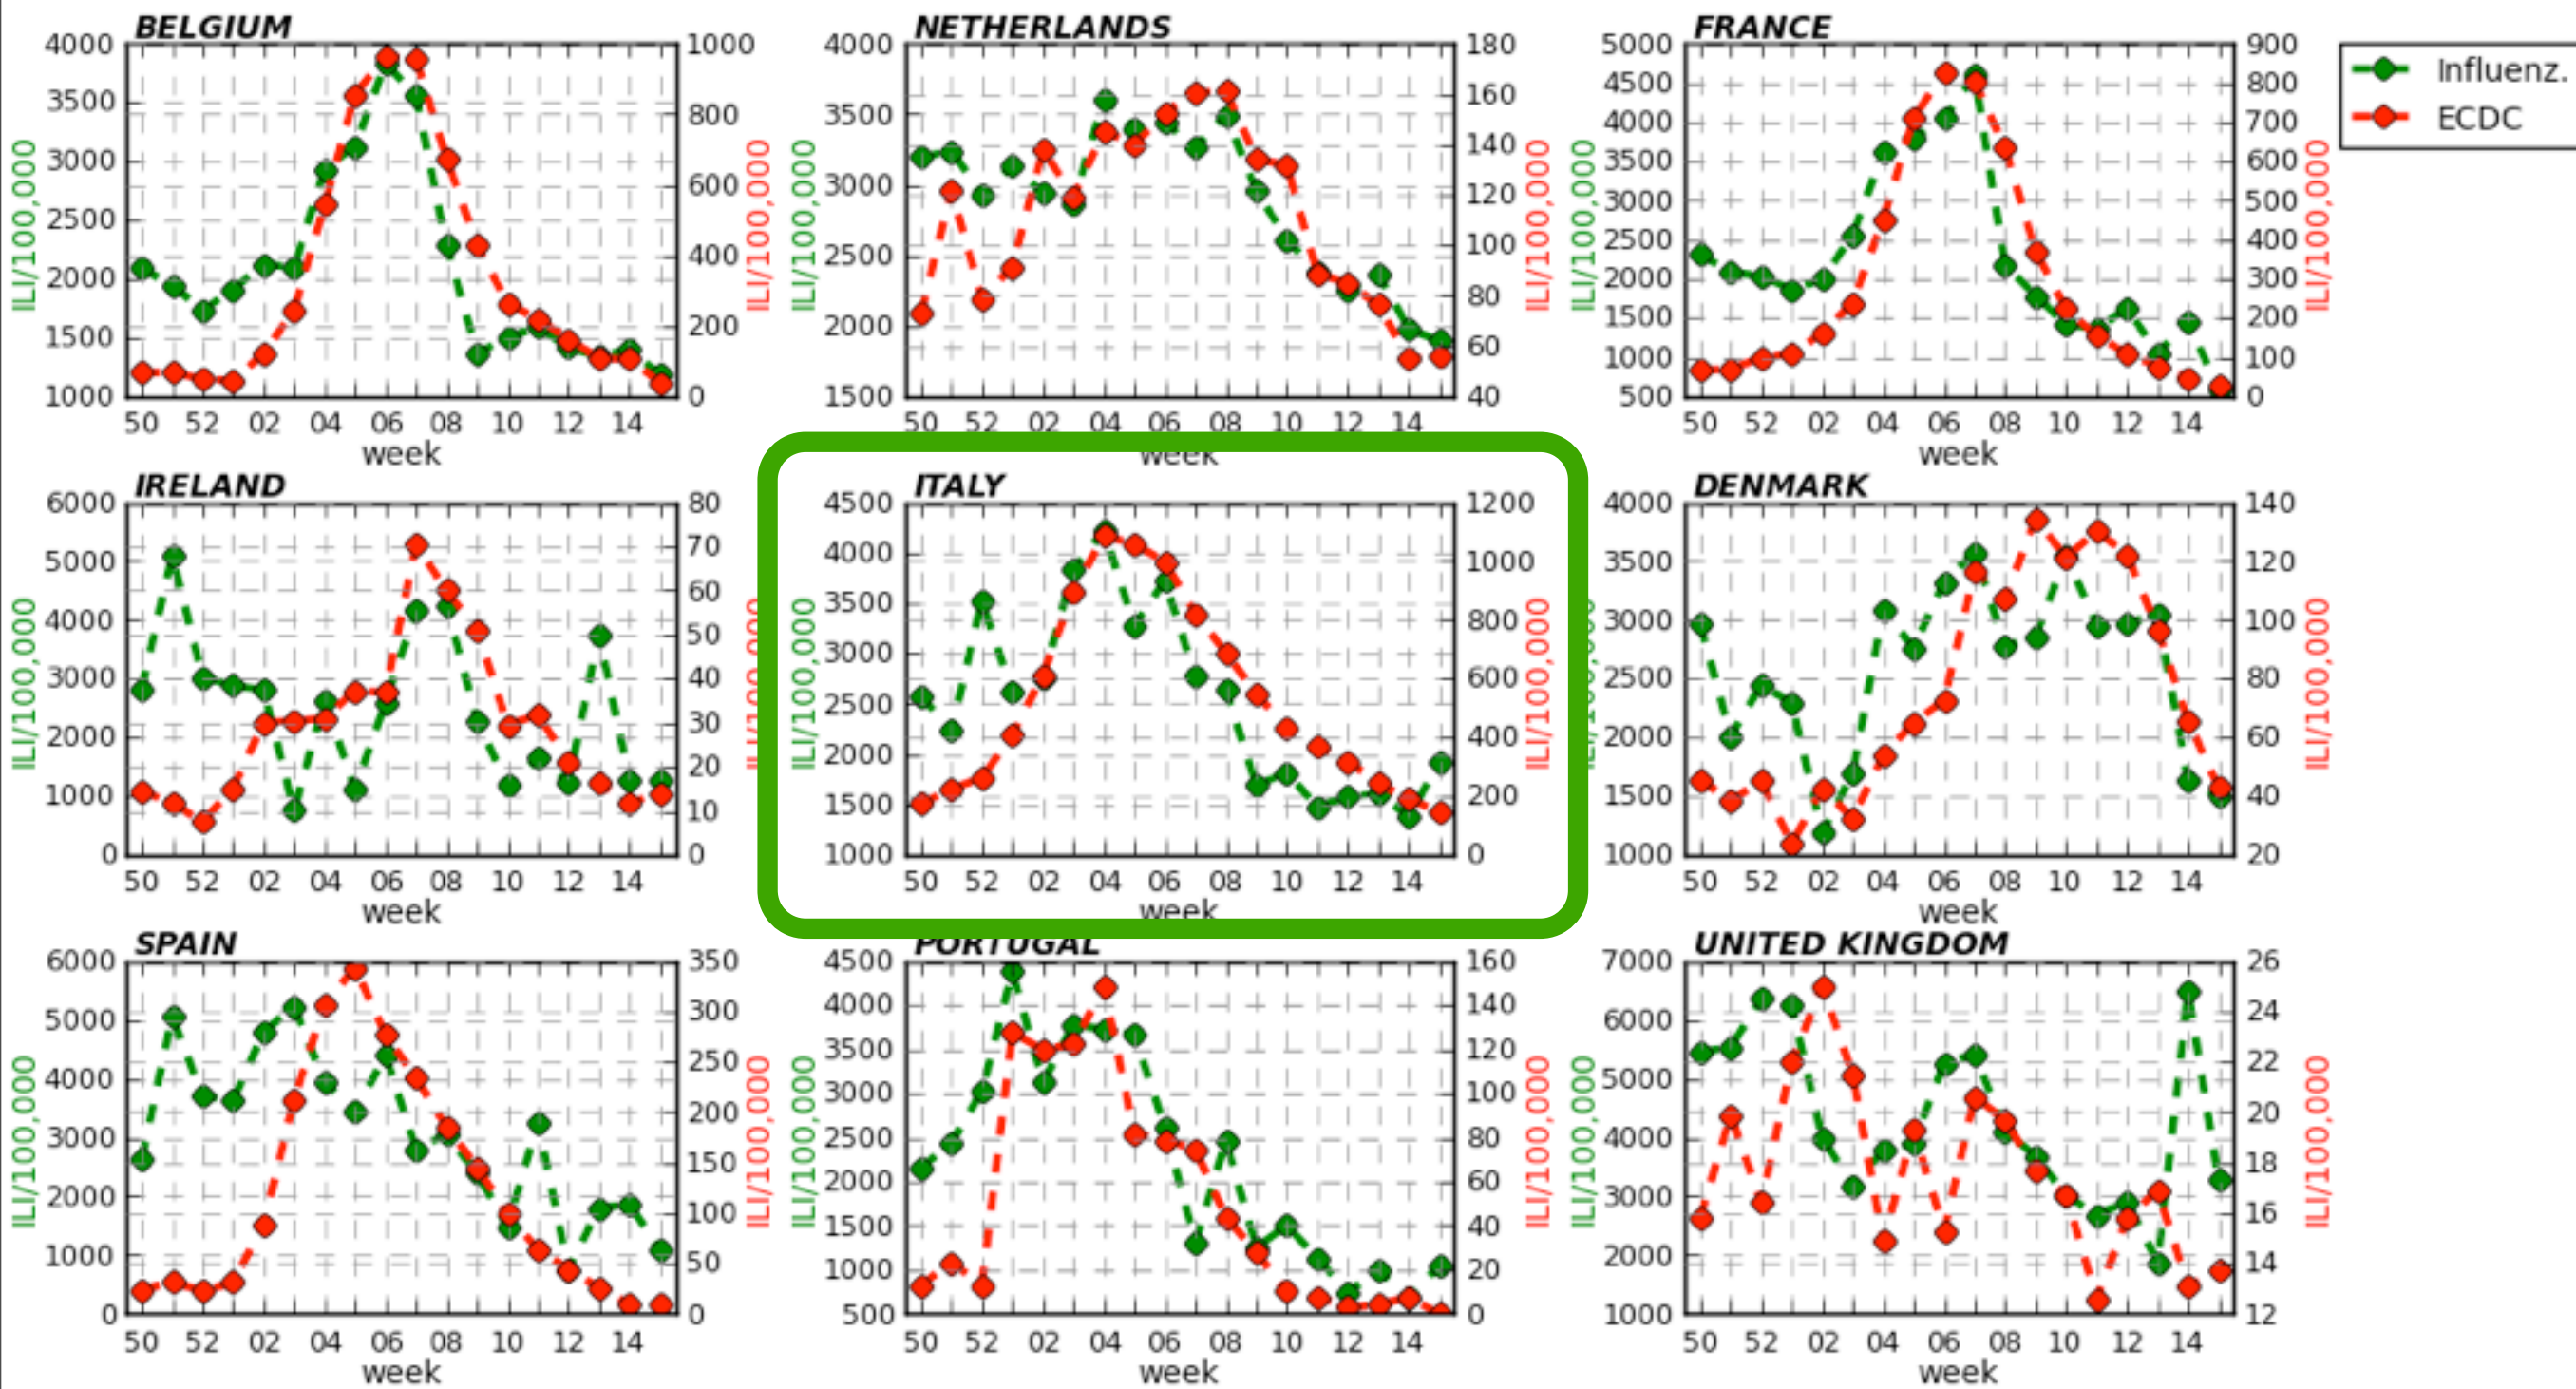 BELGIUM
4000
3500
3000
2500
2000
1500
1000
ILI/100,000
1000
800
600
400
200
0
ILI/100,000
50 52 02 04 06 08 10 12 14
week
NETHERLANDS
4000
3500
3000
2500
2000
1500
ILI/100,000
180
160
140
120
100
80
60
40
ILI/100,000
50 52 02 04 06 08 10 12 14
week
FRANCE
5000
4500
4000
3500
3000
2500
2000
1500
1000
500
ILI/100,000
900
800
700
600
500
400
300
200
100
0
ILI/100,000
50 52 02 04 06 08 10 12 14
week
Influenz.
ECDC
IRELAND
6000
5000
4000
3000
2000
1000
0
ILI/100,000
80
70
60
50
40
30
20
10
0
ILI/100,000
50 52 02 04 06 08 10 12 14
week
ITALY
4500
4000
3500
3000
2500
2000
1500
1000
ILI/100,000
1200
1000
800
600
400
200
0
ILI/100,000
50 52 02 04 06 08 10 12 14
week
DENMARK
4000
3500
3000
2500
2000
1500
1000
ILI/100,000
140
120
100
80
60
40
20
ILI/100,000
50 52 02 04 06 08 10 12 14
week
SPAIN
6000
5000
4000
3000
2000
1000
0
ILI/100,000
350
300
250
200
150
100
50
0
ILI/100,000
50 52 02 04 06 08 10 12 14
week
PORTUGAL
4500
4000
3500
3000
2500
2000
1500
1000
500
ILI/100,000
160
140
120
100
80
60
40
20
0
ILI/100,000
50 52 02 04 06 08 10 12 14
week
UNITED KINGDOM
7000
6000
5000
4000
3000
2000
1000
ILI/100,000
26
24
22
20
18
16
14
12
ILI/100,000
50 52 02 04 06 08 10 12 14
week